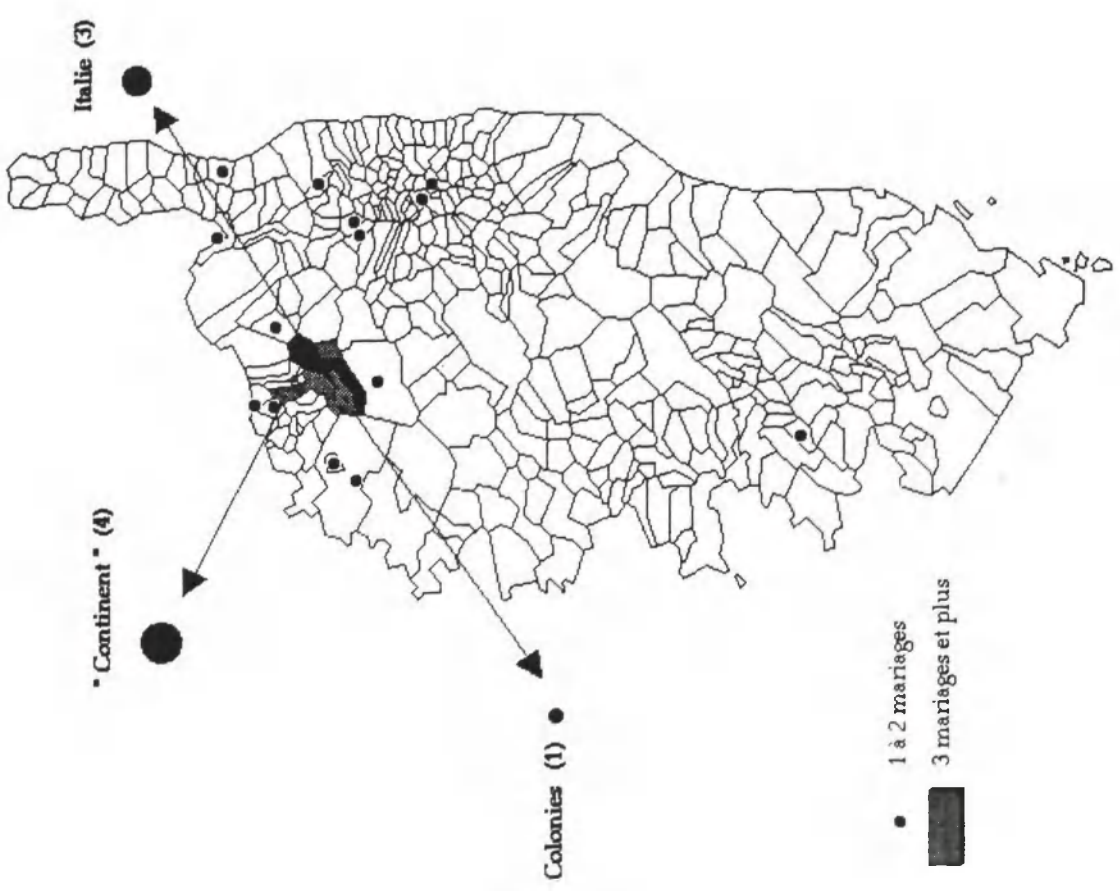 Italie (3)
" Continent " (4)
Colonies (1)
1 à 2 mariages
3 mariages et plus